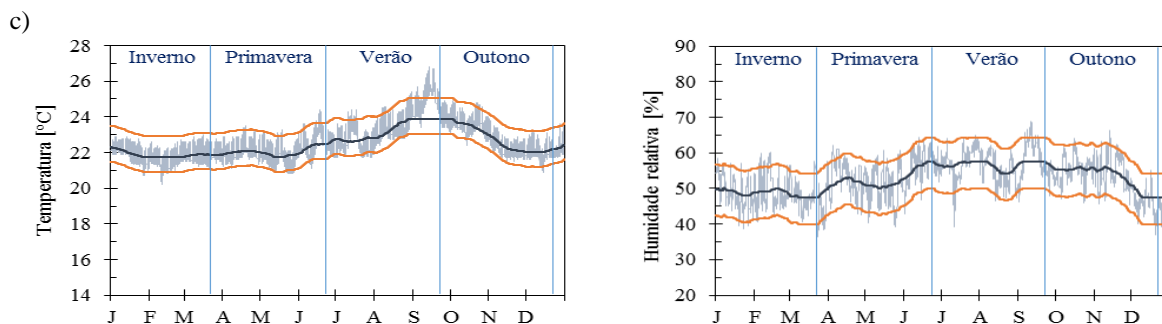 c)
Temperatura [ºC]
28
26
24
22
20
18
16
14
Inverno Primavera Verão Outono
J F M A M J J A S O N D
Humidade relativa [%]
90
80
70
60
50
40
30
20
Inverno Primavera Verão Outono
J F M A M J J A S O N D